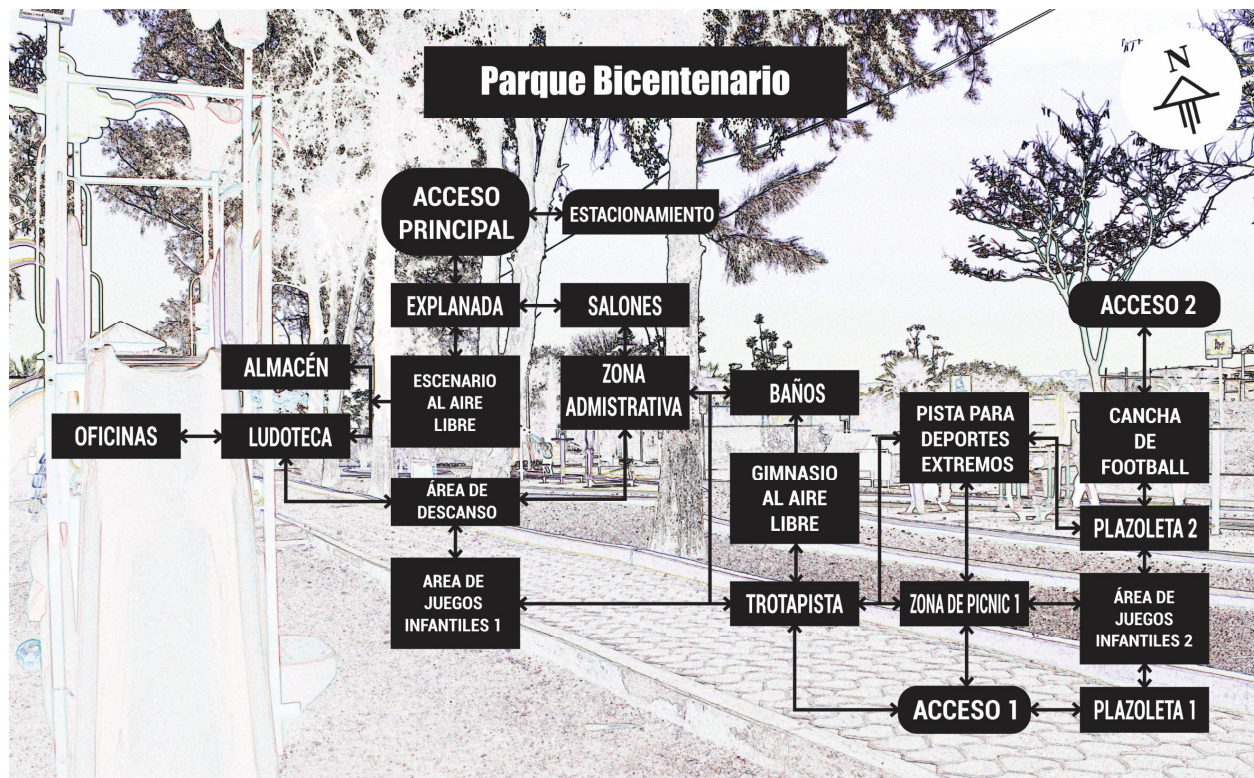 Parque Bicentenario
N
ACCESO
PRINCIPAL
ESTACIONAMIENTO
EXPLANADA
SALONES
ACCESO 2
ALMACÉN
ESCENARIO
AL AIRE
LIBRE
ZONA
ADMISTRATIVA
BAÑOS
PISTA PARA
DEPORTES
EXTREMOS
CANCHA
DE
FOOTBALL
OFICINAS
LUDOTECA
GIMNASIO
AL AIRE
LIBRE
ÁREA DE
DESCANSO
PLAZOLETA 2
AREA DE
JUEGOS
INFANTILES 1
TROTAPISTA
ZONA DE PICNIC 1
ÁREA DE
JUEGOS
INFANTILES 2
ACCESO 1
PLAZOLETA 1